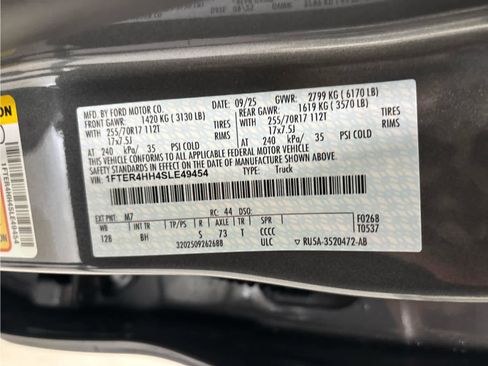 MFD. BY FORD MOTOR CO.
DATE: 09/25 GVWR: 2799 KG (6170 LB)
FRONT GAWR: 1420 KG (3130 LB) REAR GAWR: 1619 KG (3570 LB)
WITH 255/70R17 112T WITH 255/70R17 112T TIRES
17x7.5J 17x7.5J RIMS
AT 240 kPa/ 35 PSI COLD AT 240 kPa/ 35 PSI COLD
THIS VEHICLE CONFORMS TO ALL APPLICABLE FEDERAL MOTOR VEHICLE
SAFETY STANDARDS IN EFFECT ON THE DATE OF MANUFACTURE SHOWN ABOVE.
VIN: 1FTER4HH4SLE49454 TYPE: Truck
EXT PNT: M7 RC: 44 DSO:
WB TP/PS R AXLE TR SPR F0268
128 BH S 73 T CCCC T0537
3202509262688 ULC ▽ RU5A-3520472-AB
1FTER4HH4SLE49454